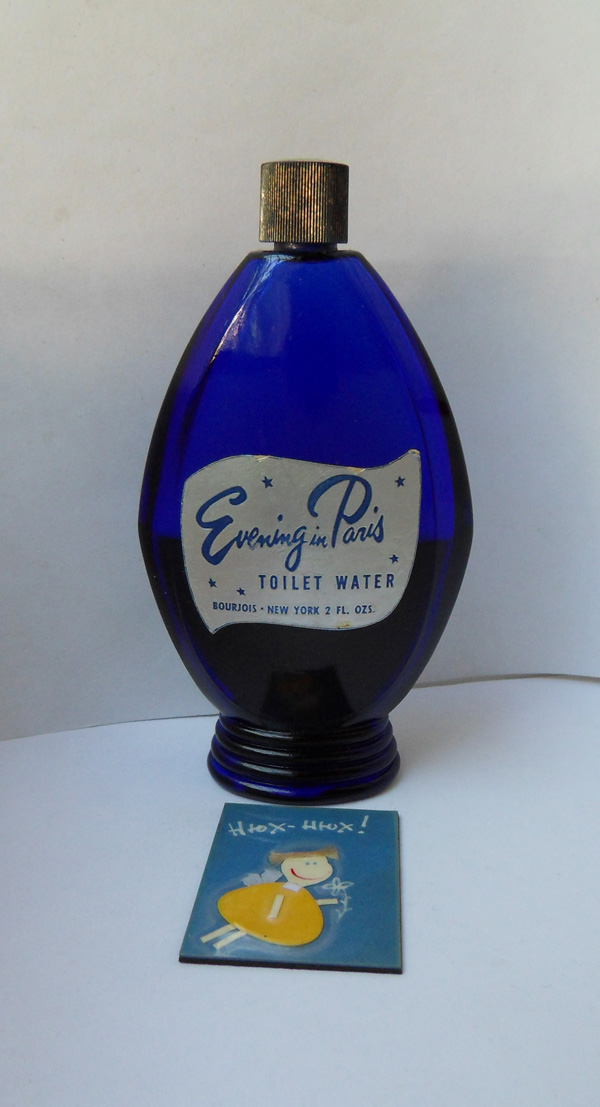 Evening in Paris
TOILET WATER
BOURJOIS • NEW YORK 2 FL. OZS.
Нюх-нюх!